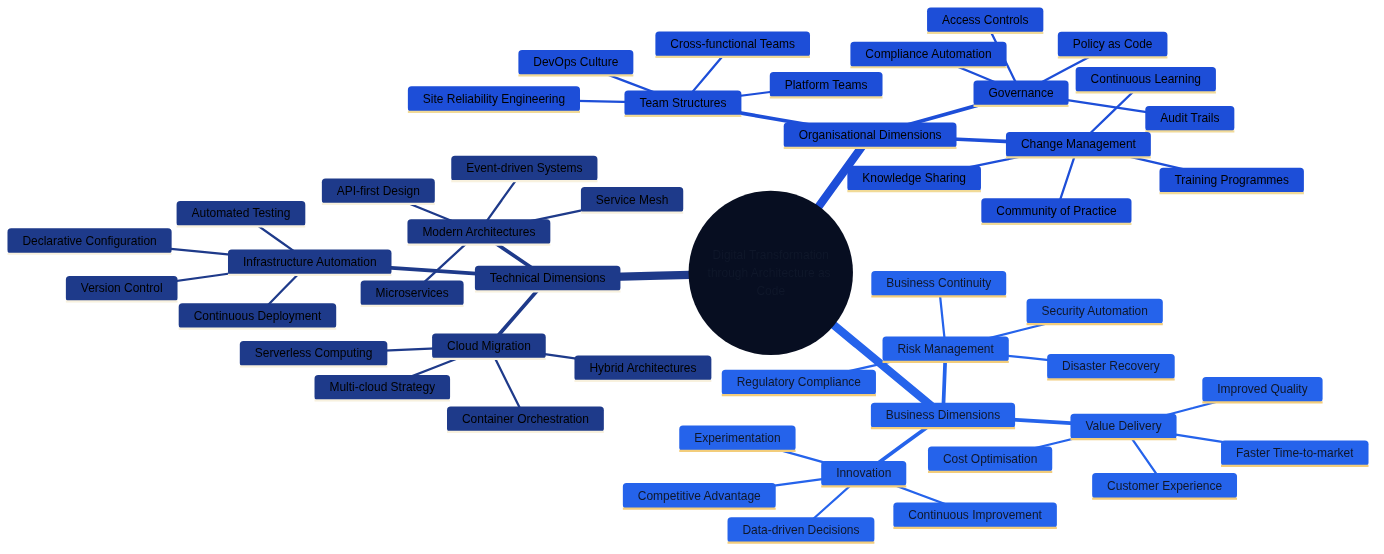 Access Controls
Cross-functional Teams
Policy as Code
Compliance Automation
DevOps Culture
Continuous Learning
Platform Teams
Governance
Site Reliability Engineering
Team Structures
Audit Trails
Organisational Dimensions
Change Management
Event-driven Systems
Knowledge Sharing
Training Programmes
API-first Design
Service Mesh
Automated Testing
Community of Practice
Modern Architectures
Declarative Configuration
Digital Transformation
through Architecture as
Code
Infrastructure Automation
Technical Dimensions
Business Continuity
Version Control
Microservices
Security Automation
Continuous Deployment
Cloud Migration
Risk Management
Serverless Computing
Hybrid Architectures
Disaster Recovery
Multi-cloud Strategy
Regulatory Compliance
Improved Quality
Container Orchestration
Business Dimensions
Value Delivery
Experimentation
Faster Time-to-market
Cost Optimisation
Innovation
Customer Experience
Competitive Advantage
Continuous Improvement
Data-driven Decisions